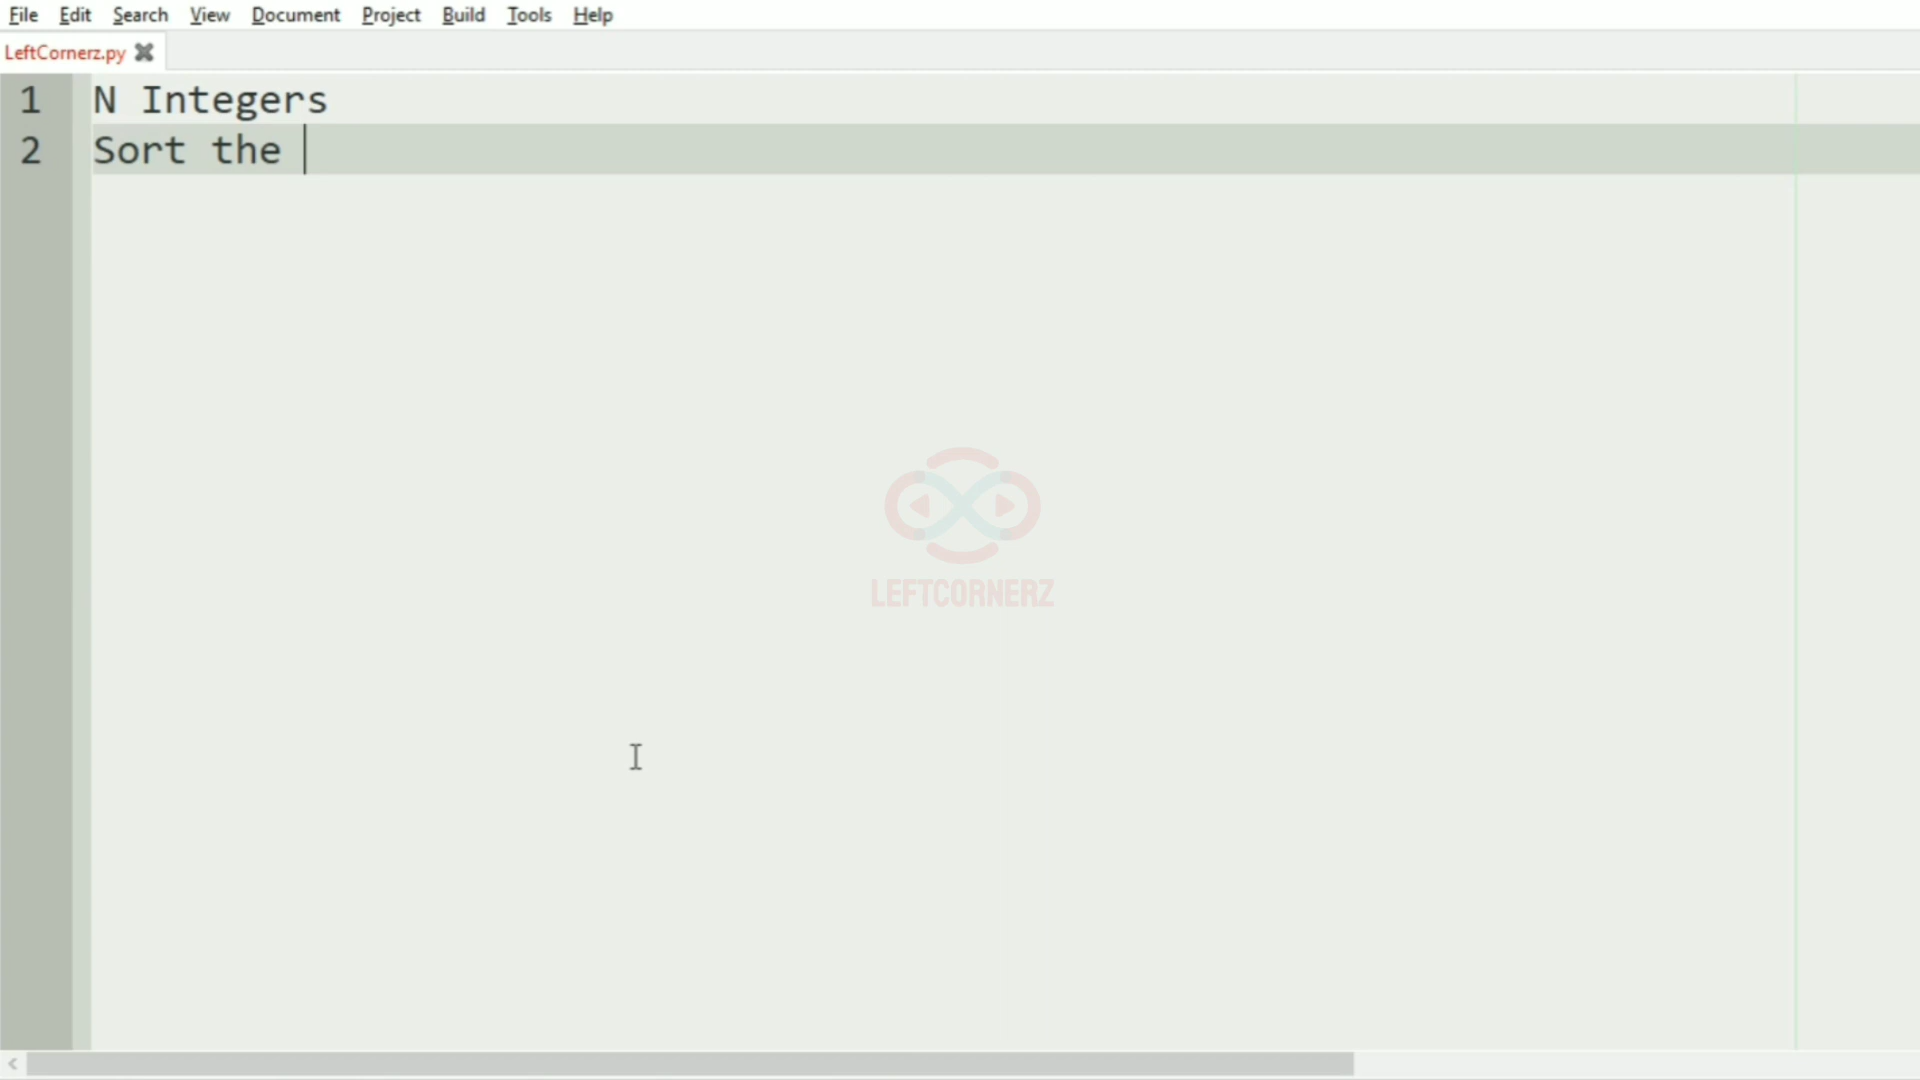 File Edit Search View Document Project Build Tools Help
LeftCornerz.py
1 N Integers
2 Sort the
LEFTCORNERZ